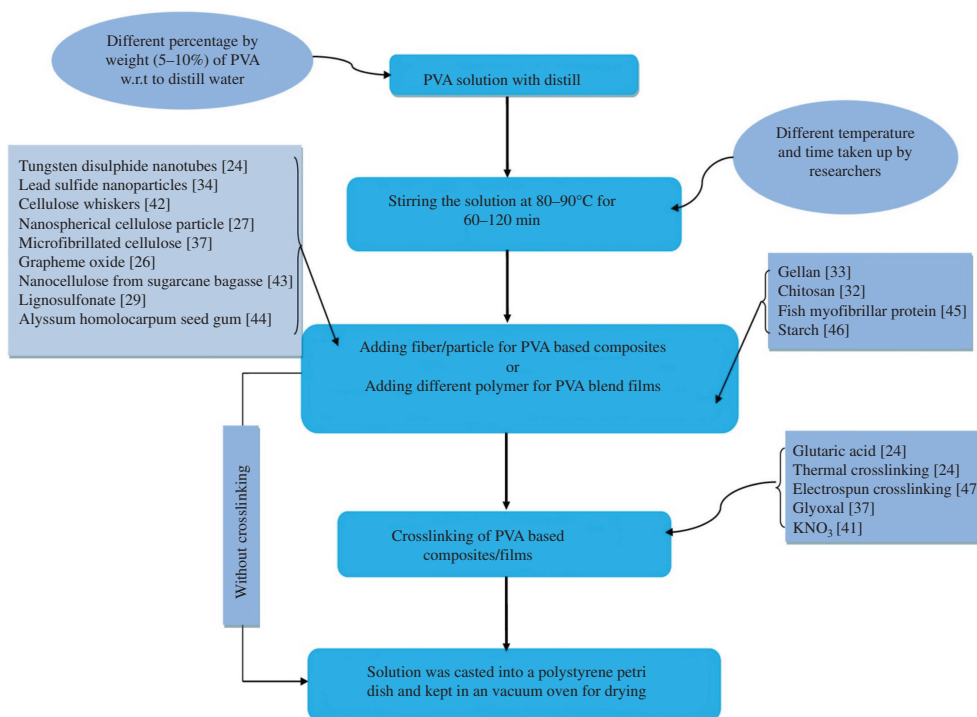 Different percentage by
weight (5–10%) of PVA
w.r.t to distill water
PVA solution with distill
Different temperature
and time taken up by
researchers
Stirring the solution at 80–90°C for
60–120 min
Tungsten disulphide nanotubes [24]
Lead sulfide nanoparticles [34]
Cellulose whiskers [42]
Nanospherical cellulose particle [27]
Microfibrillated cellulose [37]
Grapheme oxide [26]
Nanocellulose from sugarcane bagasse [43]
Lignosulfonate [29]
Alyssum homolocarpum seed gum [44]
Gellan [33]
Chitosan [32]
Fish myofibrillar protein [45]
Starch [46]
Adding fiber/particle for PVA based composites
or
Adding different polymer for PVA blend films
Without crosslinking
Glutaric acid [24]
Thermal crosslinking [24]
Electrospun crosslinking [47
Glyoxal [37]
KNO₃ [41]
Crosslinking of PVA based
composites/films
Solution was casted into a polystyrene petri
dish and kept in an vacuum oven for drying